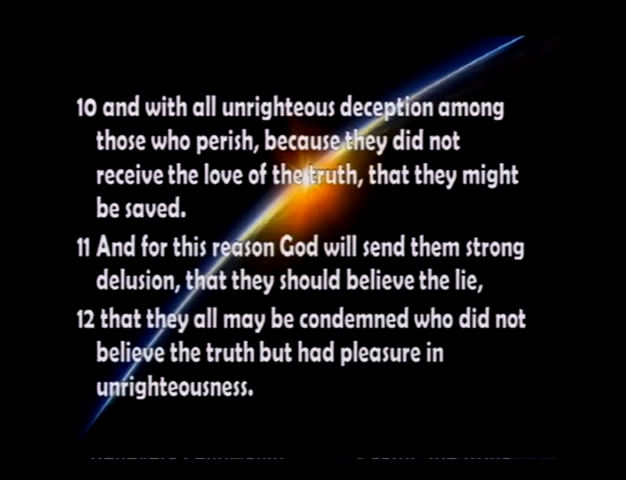 10 and with all unrighteous deception among
those who perish, because they did not
receive the love of the truth, that they might
be saved.
11 And for this reason God will send them strong
delusion, that they should believe the lie,
12 that they all may be condemned who did not
believe the truth but had pleasure in
unrighteousness.